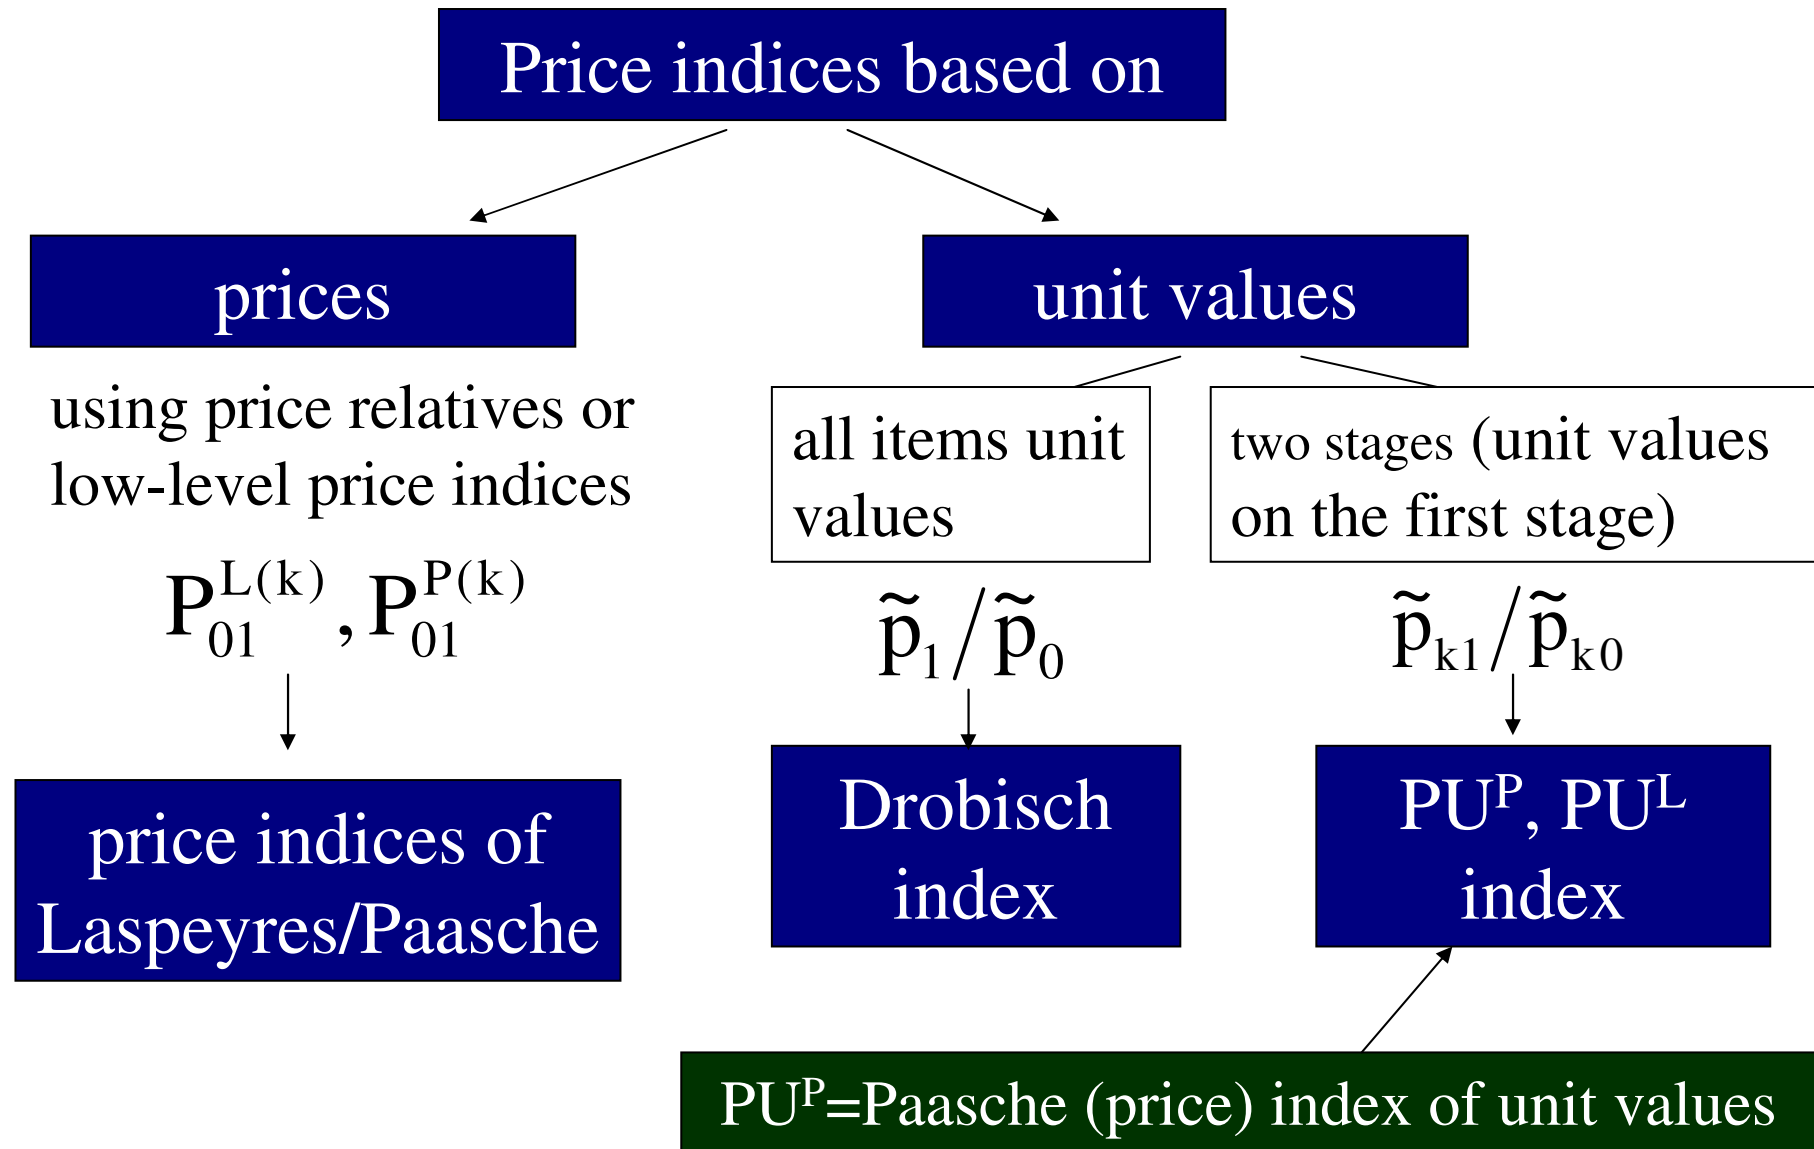 Price indices based on
prices
unit values
using price relatives or
low-level price indices
all items unit
values
two stages (unit values
on the first stage)
P₀₁^L(k), P₀₁^P(k)
p̃₁/p̃₀
p̃ₖ₁/p̃ₖ₀
price indices of
Laspeyres/Paasche
Drobisch
index
PUᴾ, PUᴸ
index
PUᴾ=Paasche (price) index of unit values